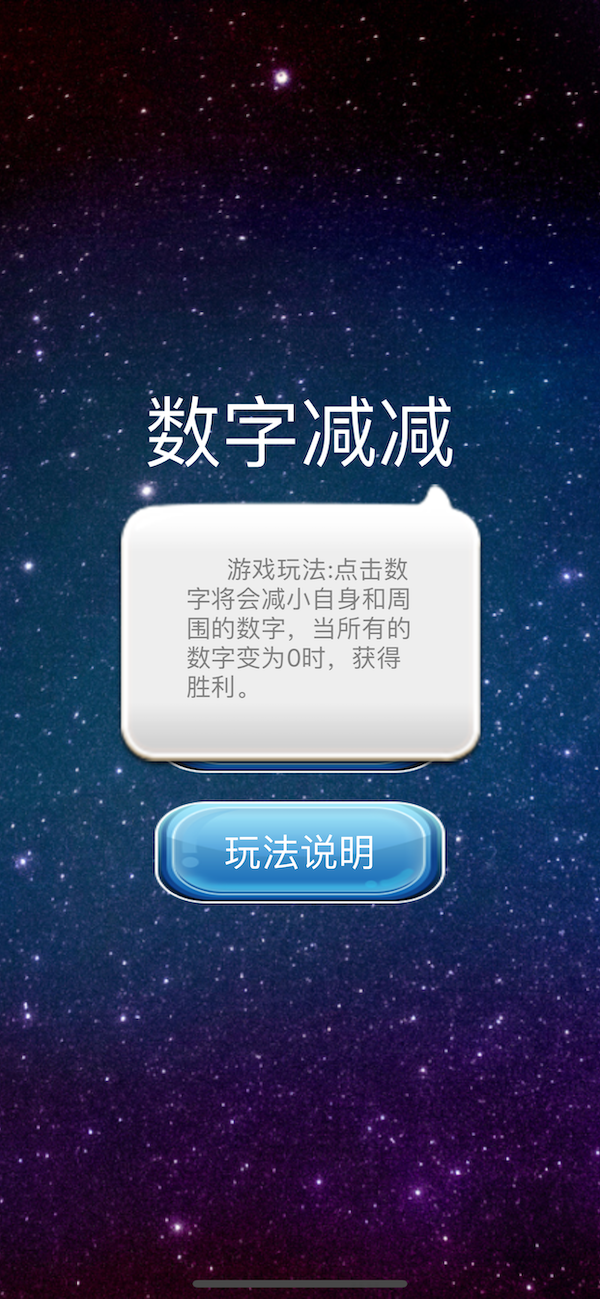 数字减减
游戏玩法:点击数
字将会减小自身和周
围的数字，当所有的
数字变为0时，获得
胜利。
玩法说明